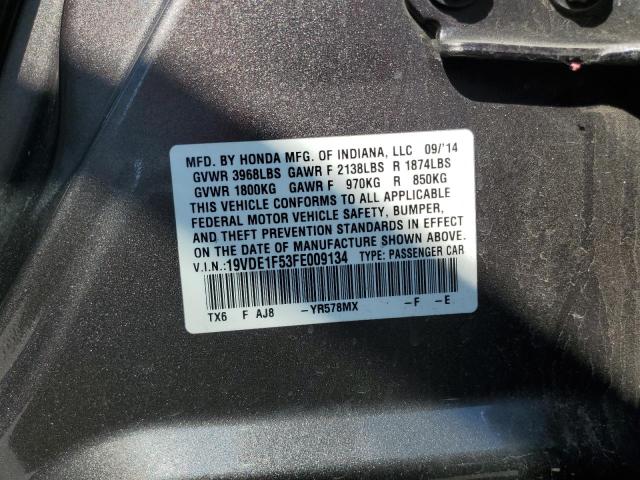 MFD. BY HONDA MFG. OF INDIANA, LLC 09/'14
GVWR 3968LBS GAWR F 2138LBS R 1874LBS
GVWR 1800KG GAWR F 970KG R 850KG
THIS VEHICLE CONFORMS TO ALL APPLICABLE
FEDERAL MOTOR VEHICLE SAFETY, BUMPER,
AND THEFT PREVENTION STANDARDS IN EFFECT
ON THE DATE OF MANUFACTURE SHOWN ABOVE.
V.I.N.:19VDE1F53FE009134 TYPE: PASSENGER CAR
TX6 F AJ8 -YR578MX -F -E